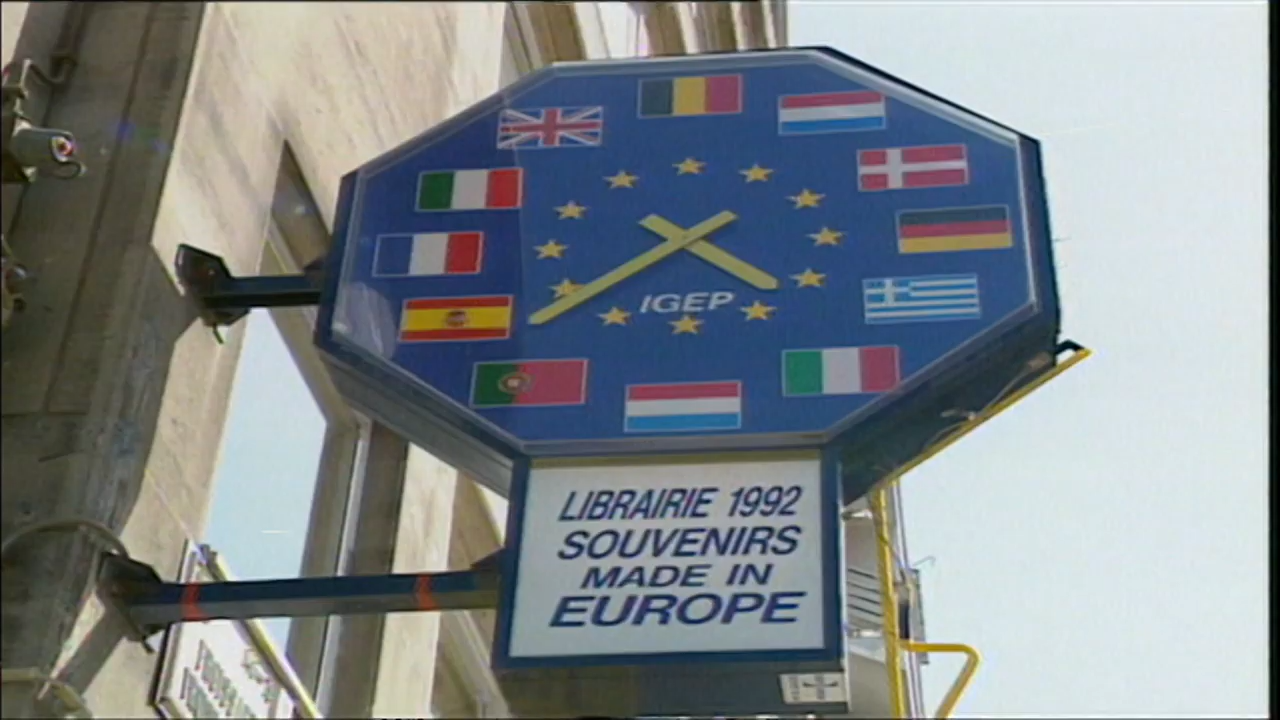 IGEP
LIBRAIRIE 1992
SOUVENIRS
MADE IN
EUROPE